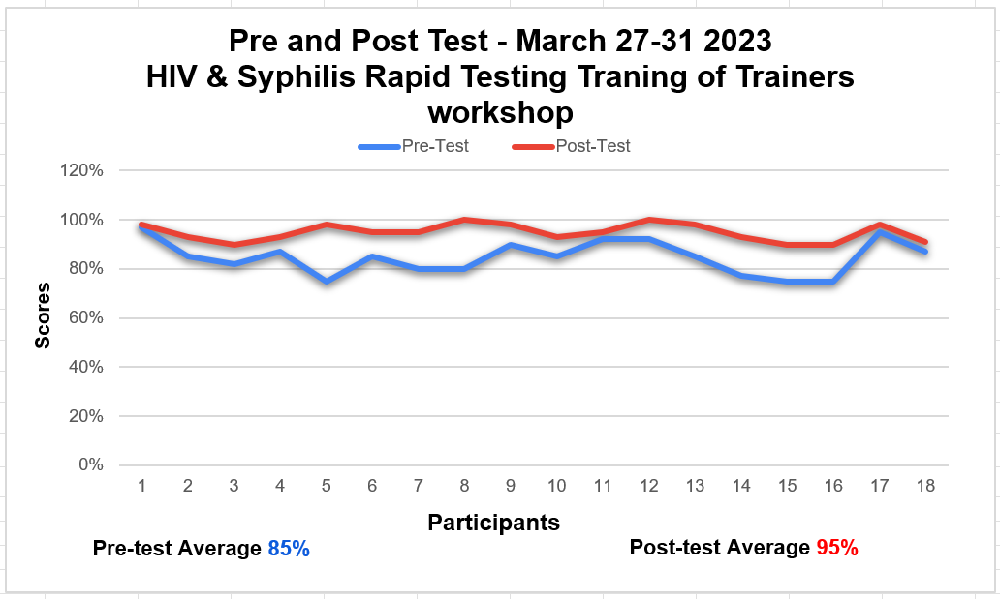 Pre and Post Test - March 27-31 2023
HIV & Syphilis Rapid Testing Traning of Trainers
workshop
Pre-Test Post-Test
120%
100%
80%
60%
40%
20%
0%
Scores
1 2 3 4 5 6 7 8 9 10 11 12 13 14 15 16 17 18
Participants
Pre-test Average 85% Post-test Average 95%